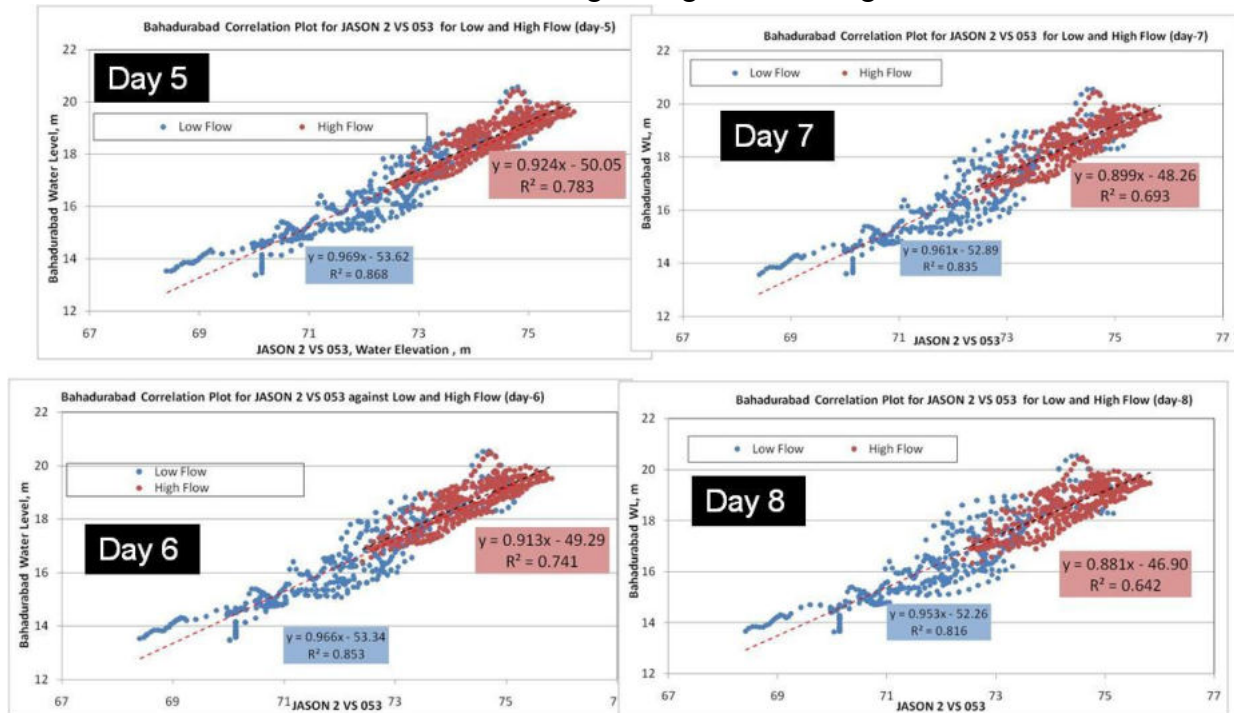 Bahadurabad Correlation Plot for JASON 2 VS 053 for Low and High Flow (day-5)
Day 5
Low Flow
High Flow
Bahadurabad Water Level, m
22
20
18
16
14
12
y = 0.924x - 50.05
R² = 0.783
y = 0.969x - 53.62
R² = 0.868
67
69
71
73
75
JASON 2 VS 053, Water Elevation , m
Bahadurabad Correlation Plot for JASON 2 VS 053 for Low and High Flow (day-7)
Low Flow
High Flow
Day 7
Bahadurabad WL, m
22
20
18
16
14
12
y = 0.899x - 48.26
R² = 0.693
y = 0.961x - 52.89
R² = 0.835
67
69
71
73
75
77
JASON 2 VS 053
Bahadurabad Correlation Plot for JASON 2 VS 053 against Low and High Flow (day-6)
Low Flow
High Flow
Day 6
Bahadurabad Water Level, m
22
20
18
16
14
12
y = 0.913x - 49.29
R² = 0.741
y = 0.966x - 53.34
R² = 0.853
67
69
71
73
75
JASON 2 VS 053
Bahadurabad Correlation Plot for JASON 2 VS 053 for Low and High Flow (day-8)
Low Flow
High Flow
Day 8
Bahadurabad WL, m
22
20
18
16
14
12
y = 0.881x - 46.90
R² = 0.642
y = 0.953x - 52.26
R² = 0.816
67
69
71
73
75
77
JASON 2 VS 053